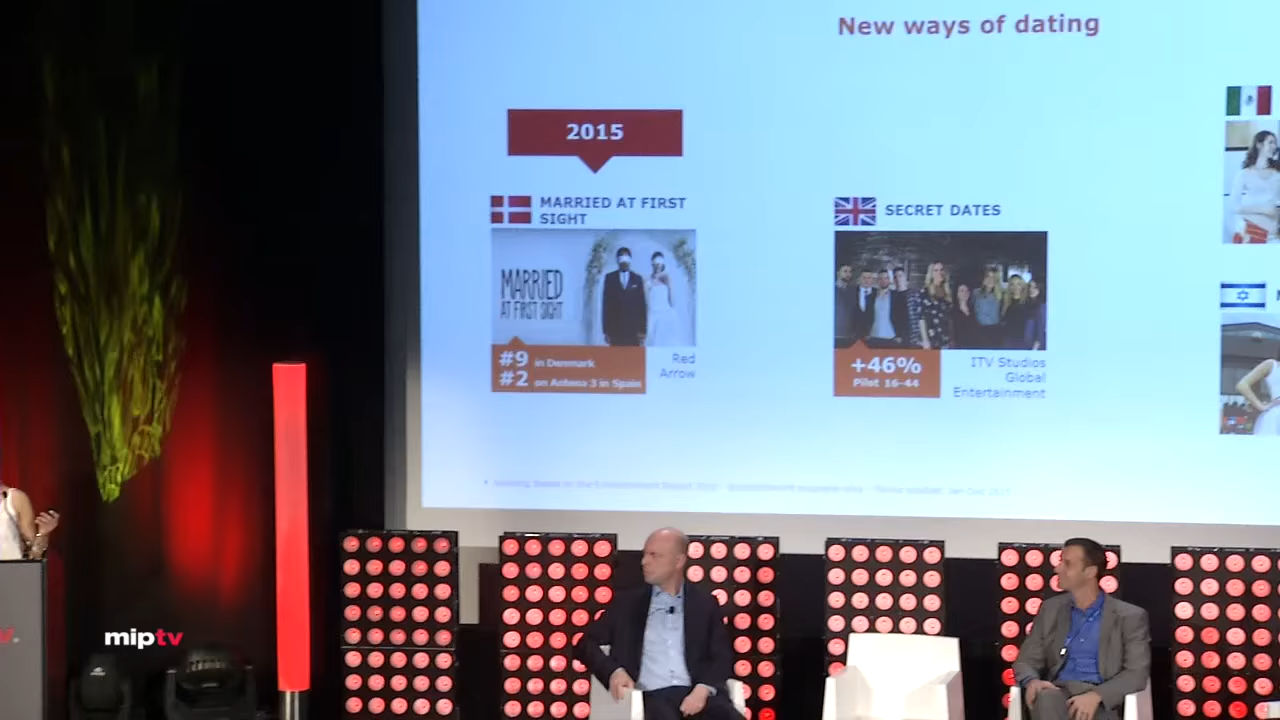 New ways of dating
2015
MARRIED AT FIRST
SIGHT
MARRIED
AT FIRST SIGHT
#9 in Denmark
#2 on Antena 3 in Spain
Red
Arrow
SECRET DATES
+46%
Pilot 16-44
ITV Studios
Global
Entertainment
miptv